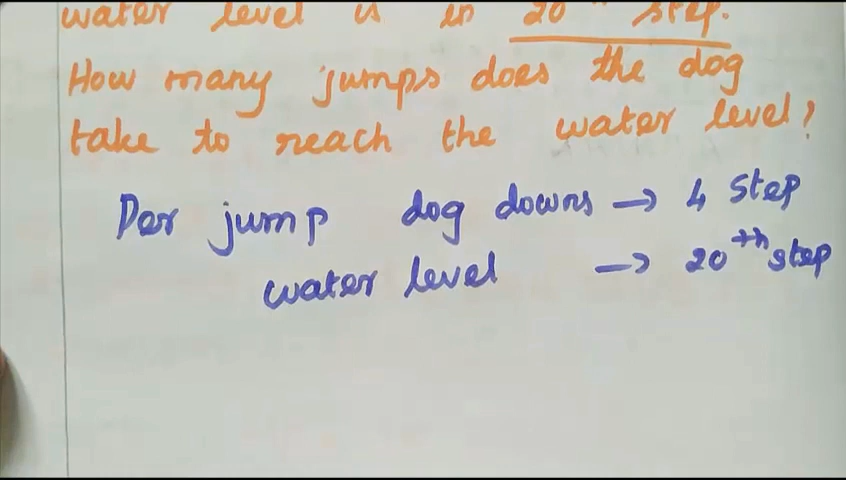 water level is in 20th step.
How many jumps does the dog
take to reach the water level?
Per jump dog downs → 4 step
water level → 20th step